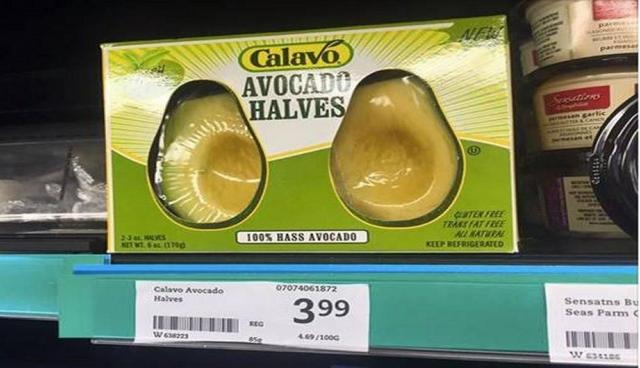 NEW
Calavo
AVOCADO
HALVES
GLUTEN FREE
TRANS FAT FREE
ALL NATURAL
KEEP REFRIGERATED
2-3 oz. HALVES
NET WT. 6 oz. (170g)
100% HASS AVOCADO
Calavo Avocado
Halves
07074061872
3.99
REG
W 638223
85g
4.69/100G
Sensations
parmesan garlic
Sensatns Bu
Seas Parm
W 634186